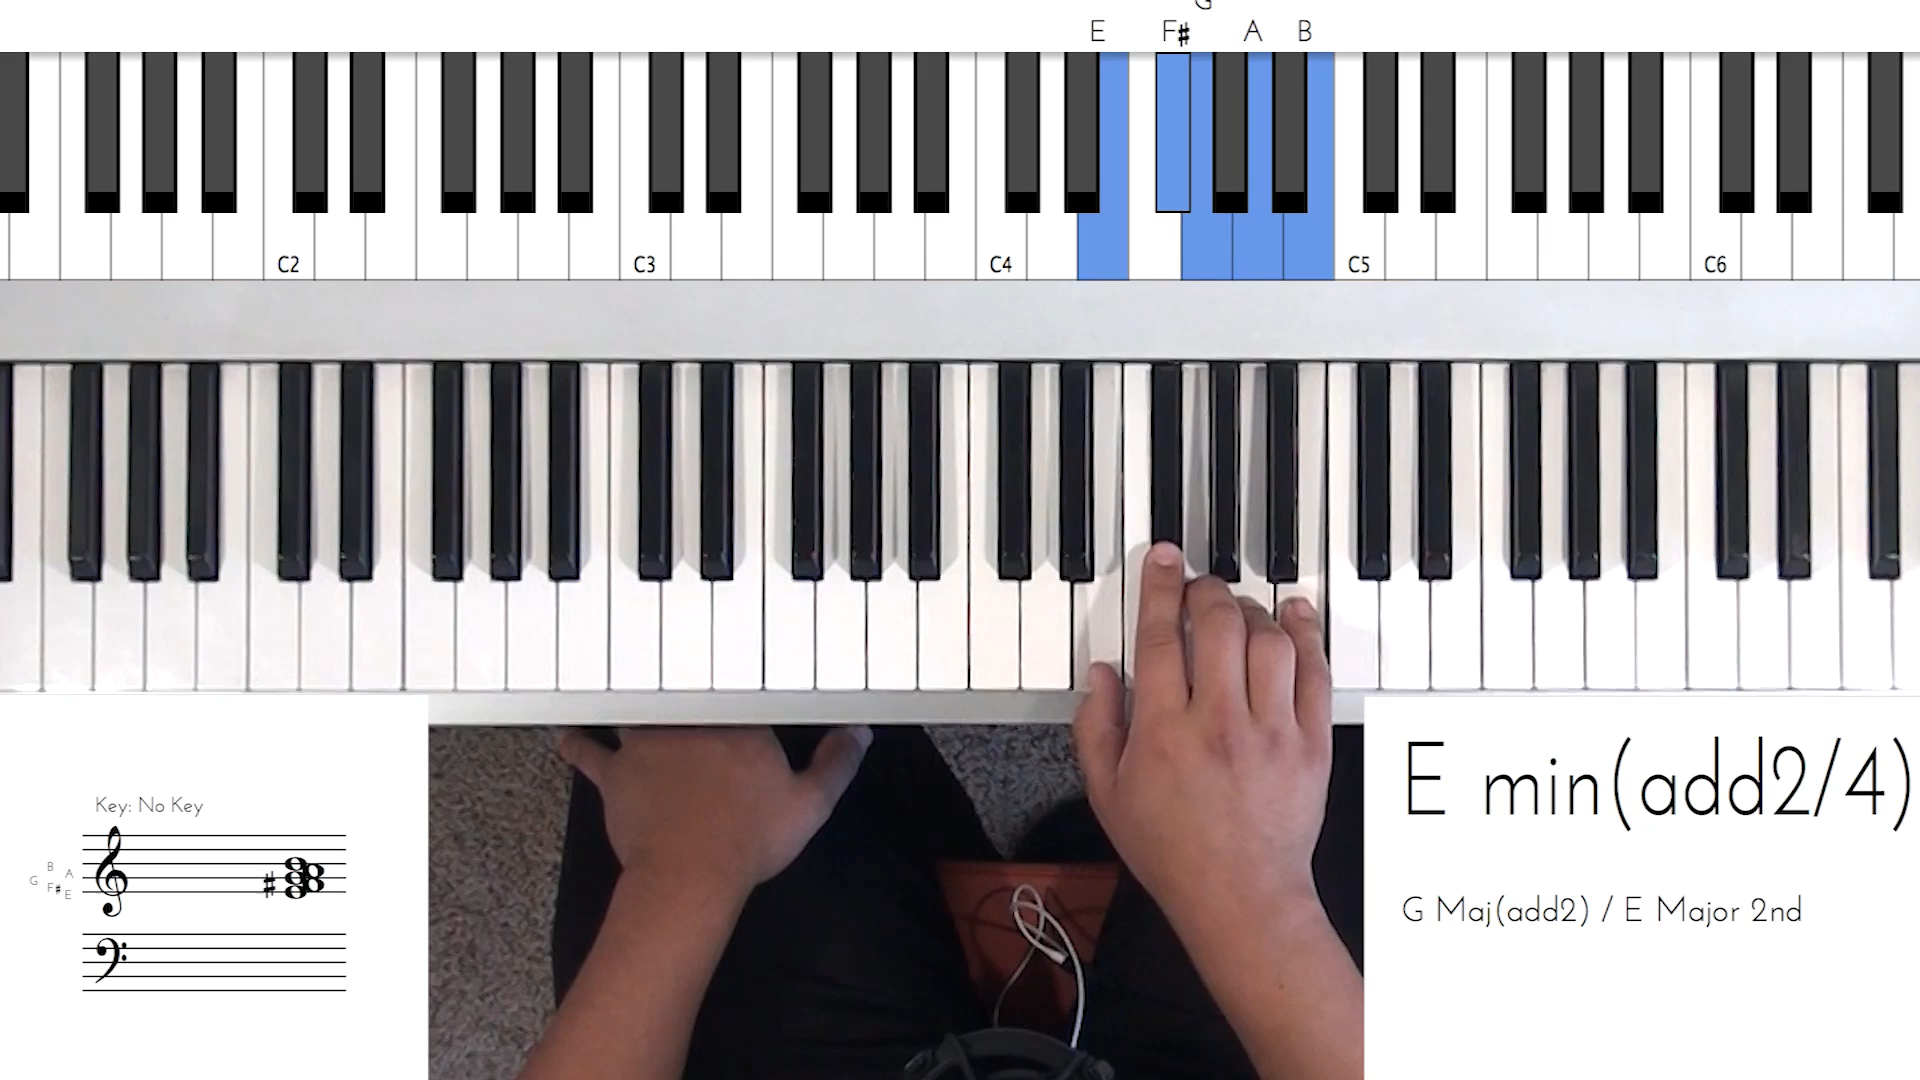 G
E F♯ A B
C2 C3 C4 C5 C6
Key: No Key
B
G A
F♯
E
E min(add2/4)
G Maj(add2) / E Major 2nd